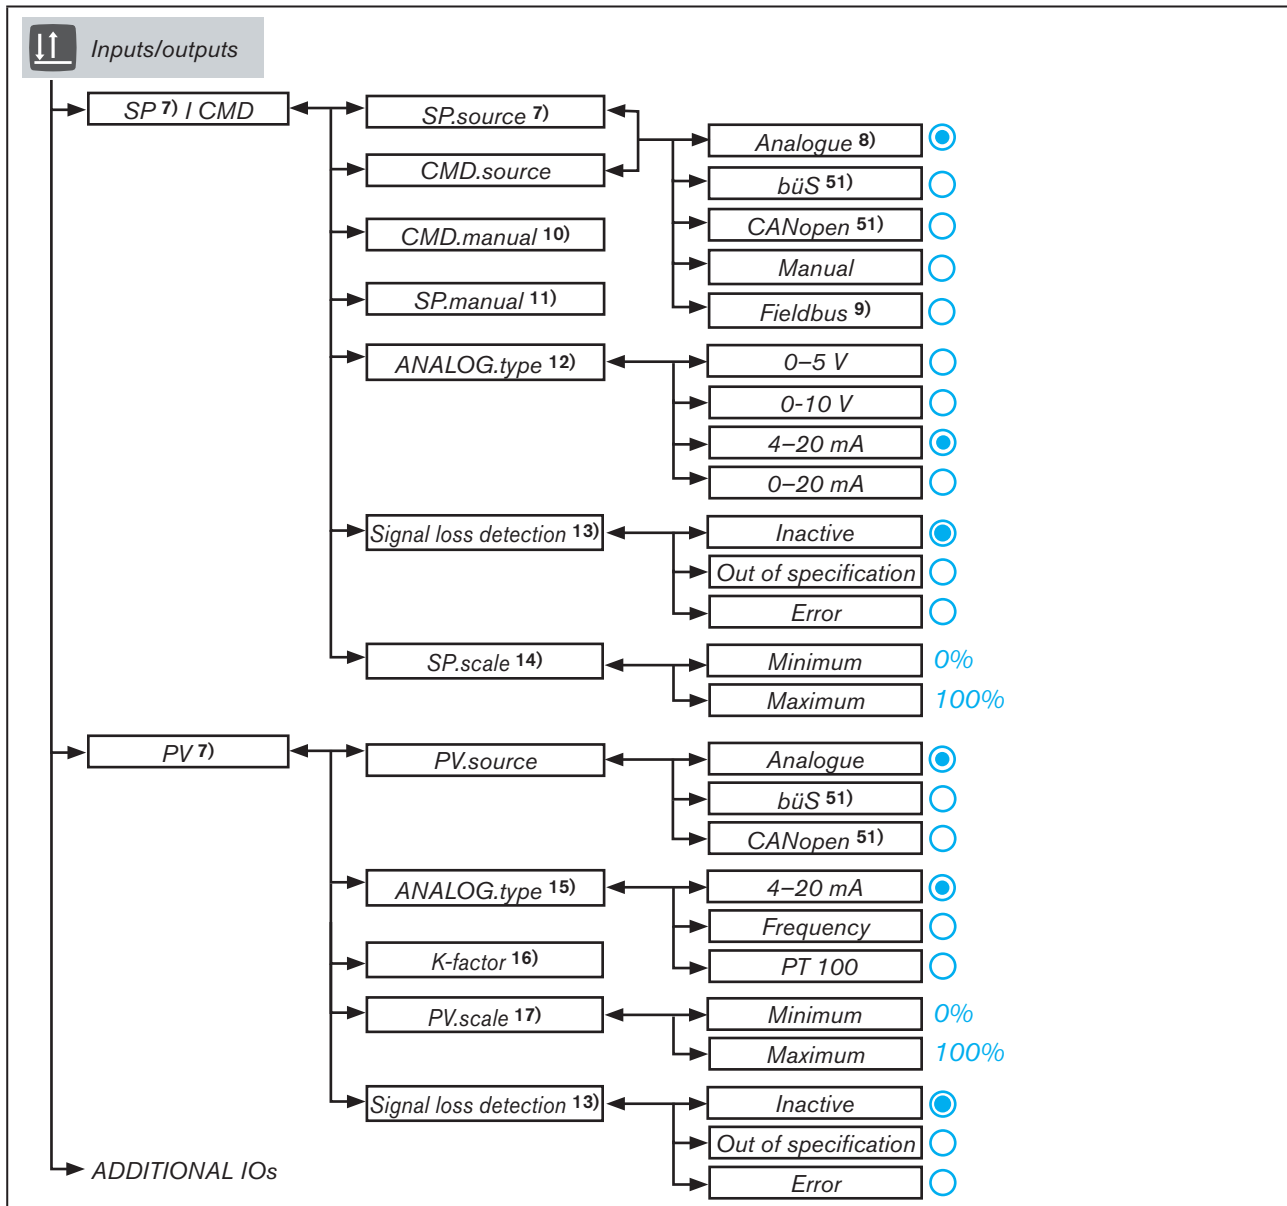 Inputs/outputs
SP 7) / CMD
SP.source 7)
Analogue 8)
CMD.source
büS 51)
CANopen 51)
CMD.manual 10)
Manual
SP.manual 11)
Fieldbus 9)
ANALOG.type 12)
0–5 V
0-10 V
4–20 mA
0–20 mA
Signal loss detection 13)
Inactive
Out of specification
Error
SP.scale 14)
Minimum 0%
Maximum 100%
PV 7)
PV.source
Analogue
büS 51)
CANopen 51)
ANALOG.type 15)
4–20 mA
Frequency
K-factor 16)
PT 100
PV.scale 17)
Minimum 0%
Maximum 100%
Signal loss detection 13)
Inactive
Out of specification
ADDITIONAL IOs
Error